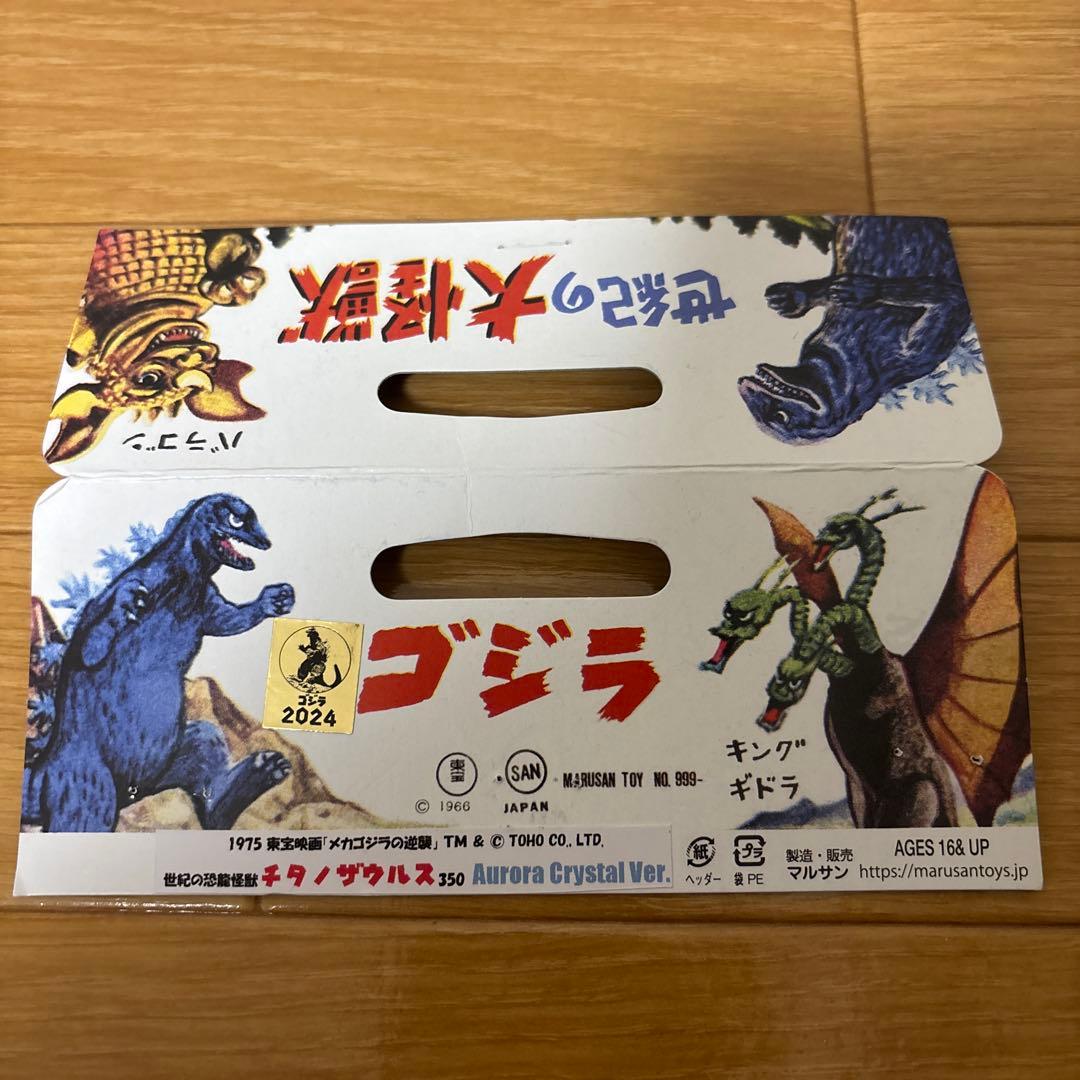 世紀の大怪獣
バラゴン
ゴジラ
ゴジラ
2024
キング
ギドラ
東宝
© 1966
SAN
JAPAN
MARUSAN TOY NO. 999-
1975 東宝映画「メカゴジラの逆襲」TM & © TOHO CO., LTD.
世紀の恐龍怪獣 チタノザウルス 350 Aurora Crystal Ver.
紙
ヘッダー
プラ
袋 PE
製造・販売
マルサン
AGES 16& UP
https://marusantoys.jp